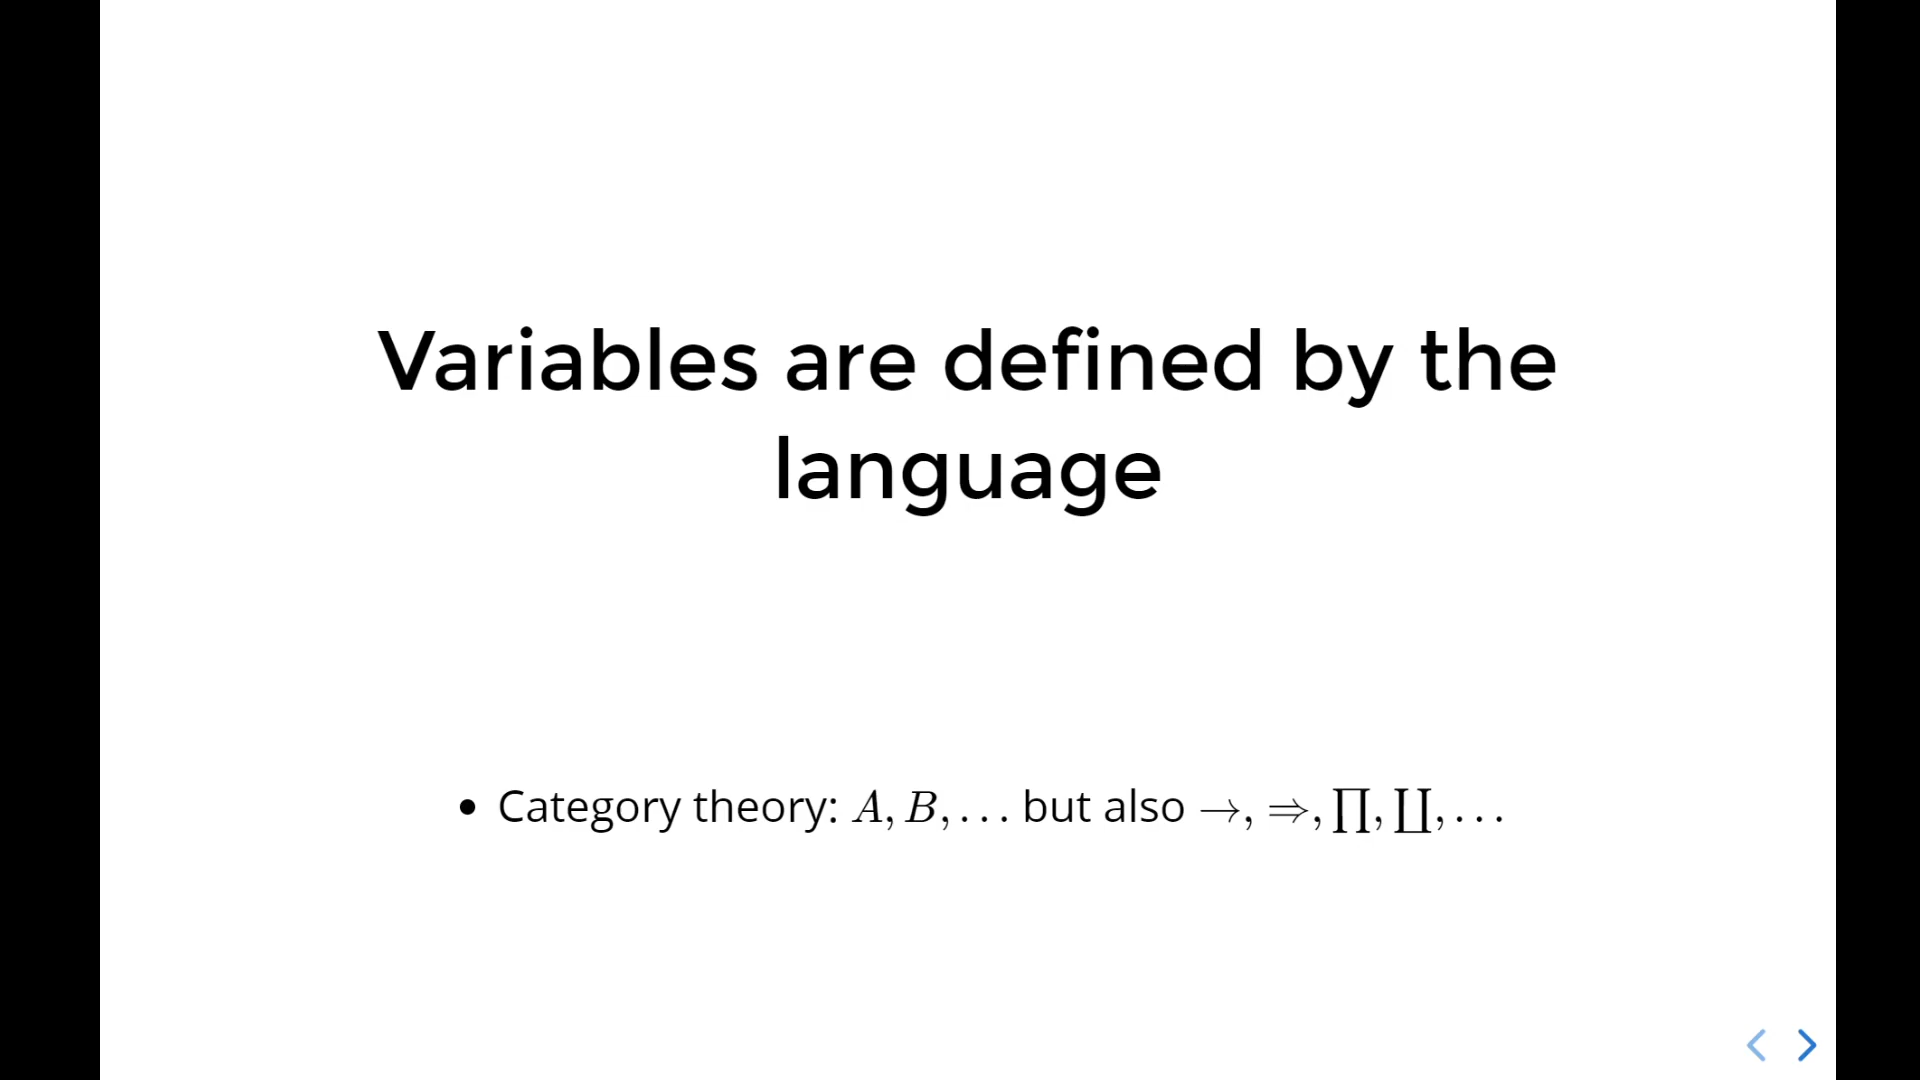 Variables are defined by the
language
• Category theory: A, B, … but also →, ⇒, ∏, ∐, …